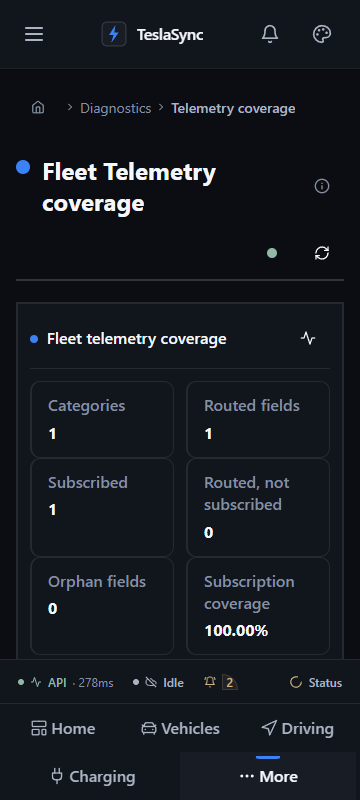 TeslaSync
Diagnostics
Telemetry coverage
Fleet Telemetry
coverage
Fleet telemetry coverage
Categories
1
Routed fields
1
Subscribed
1
Routed, not
subscribed
0
Orphan fields
0
Subscription
coverage
100.00%
API · 278ms
Idle
2
Status
Home
Vehicles
Driving
Charging
More